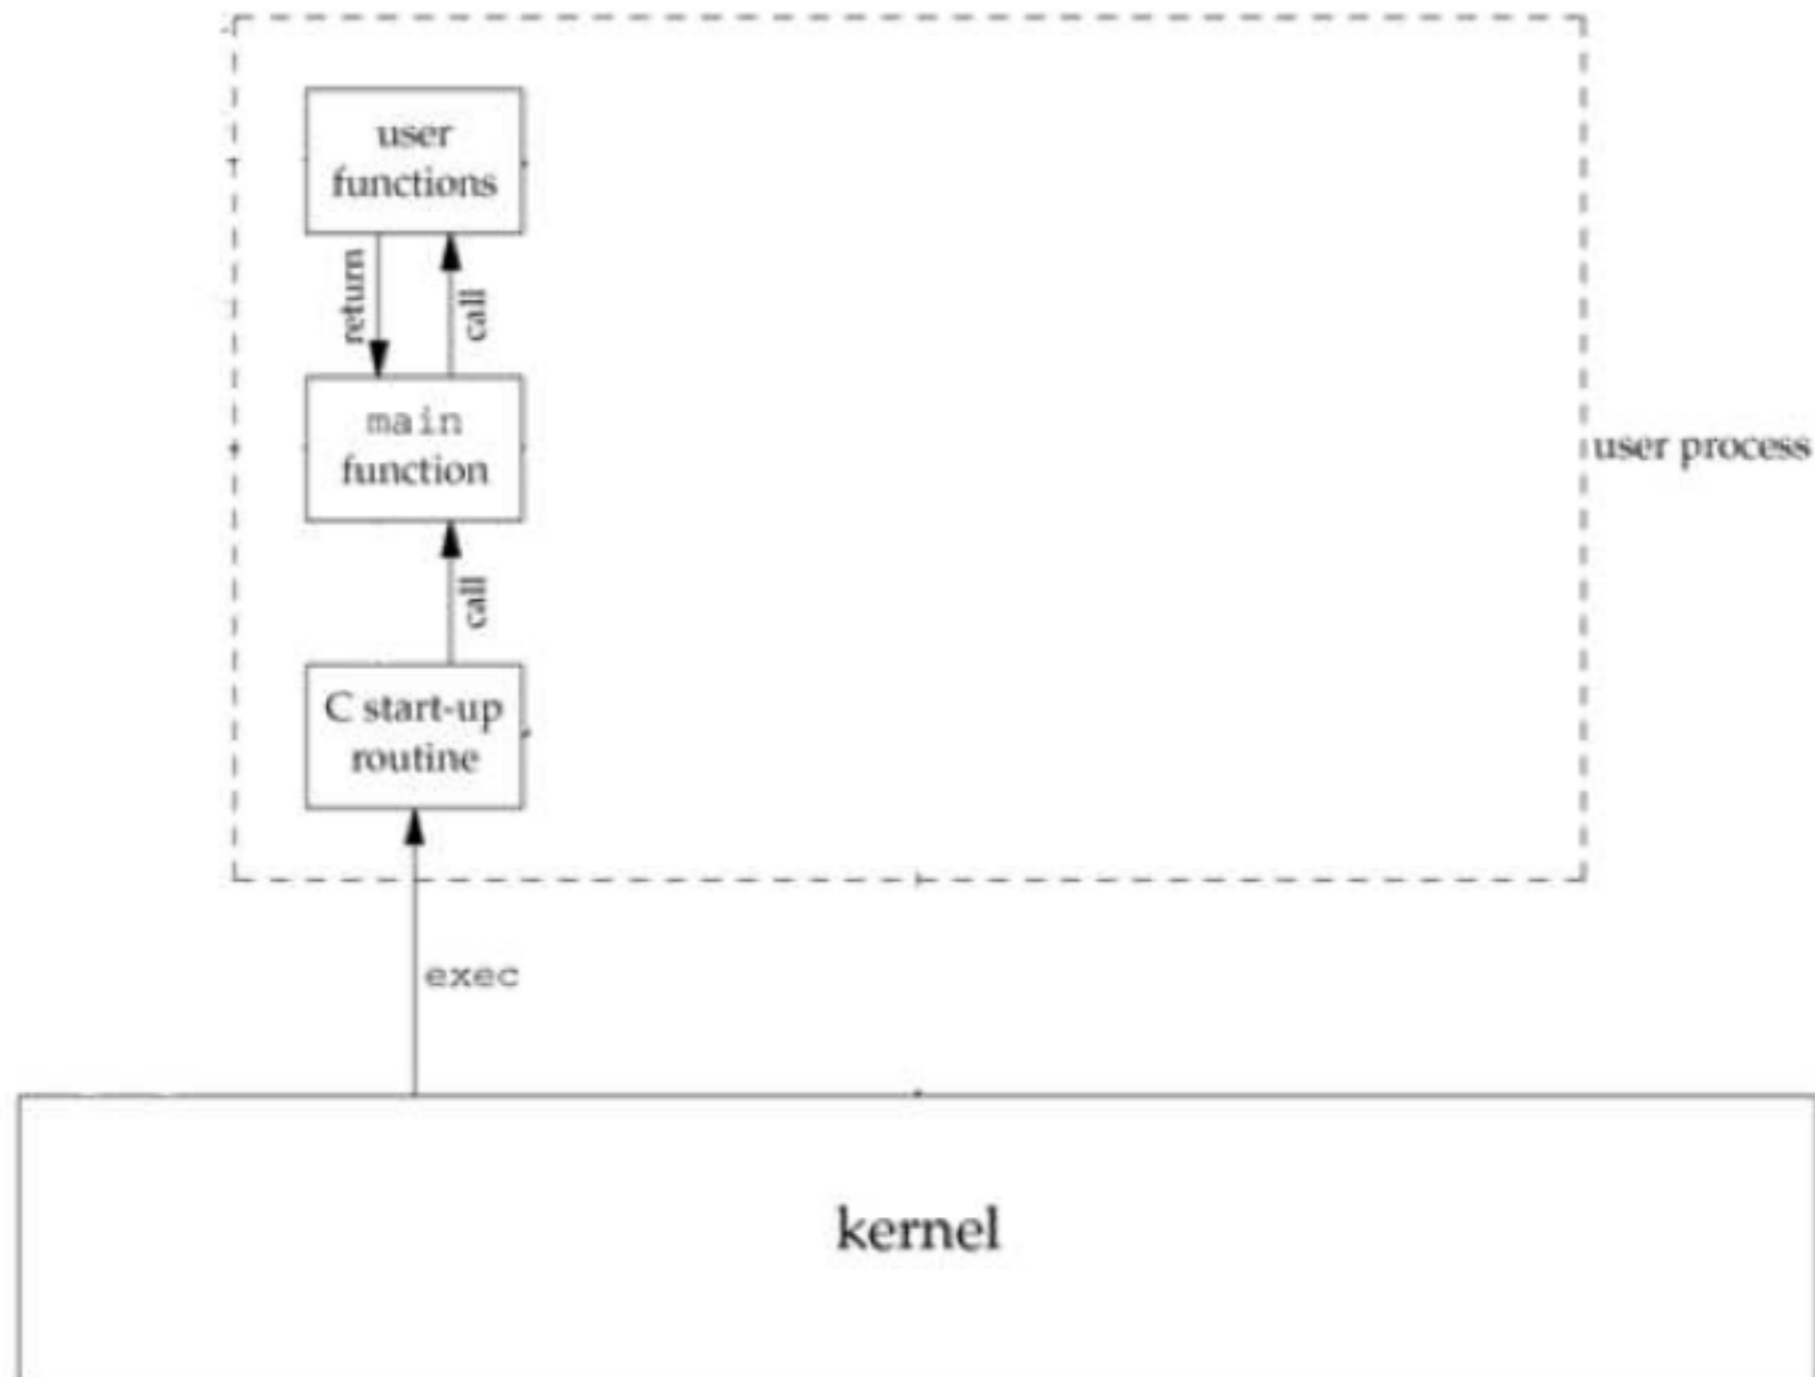 user
functions
return
call
main
function
user process
call
C start-up
routine
exec
kernel